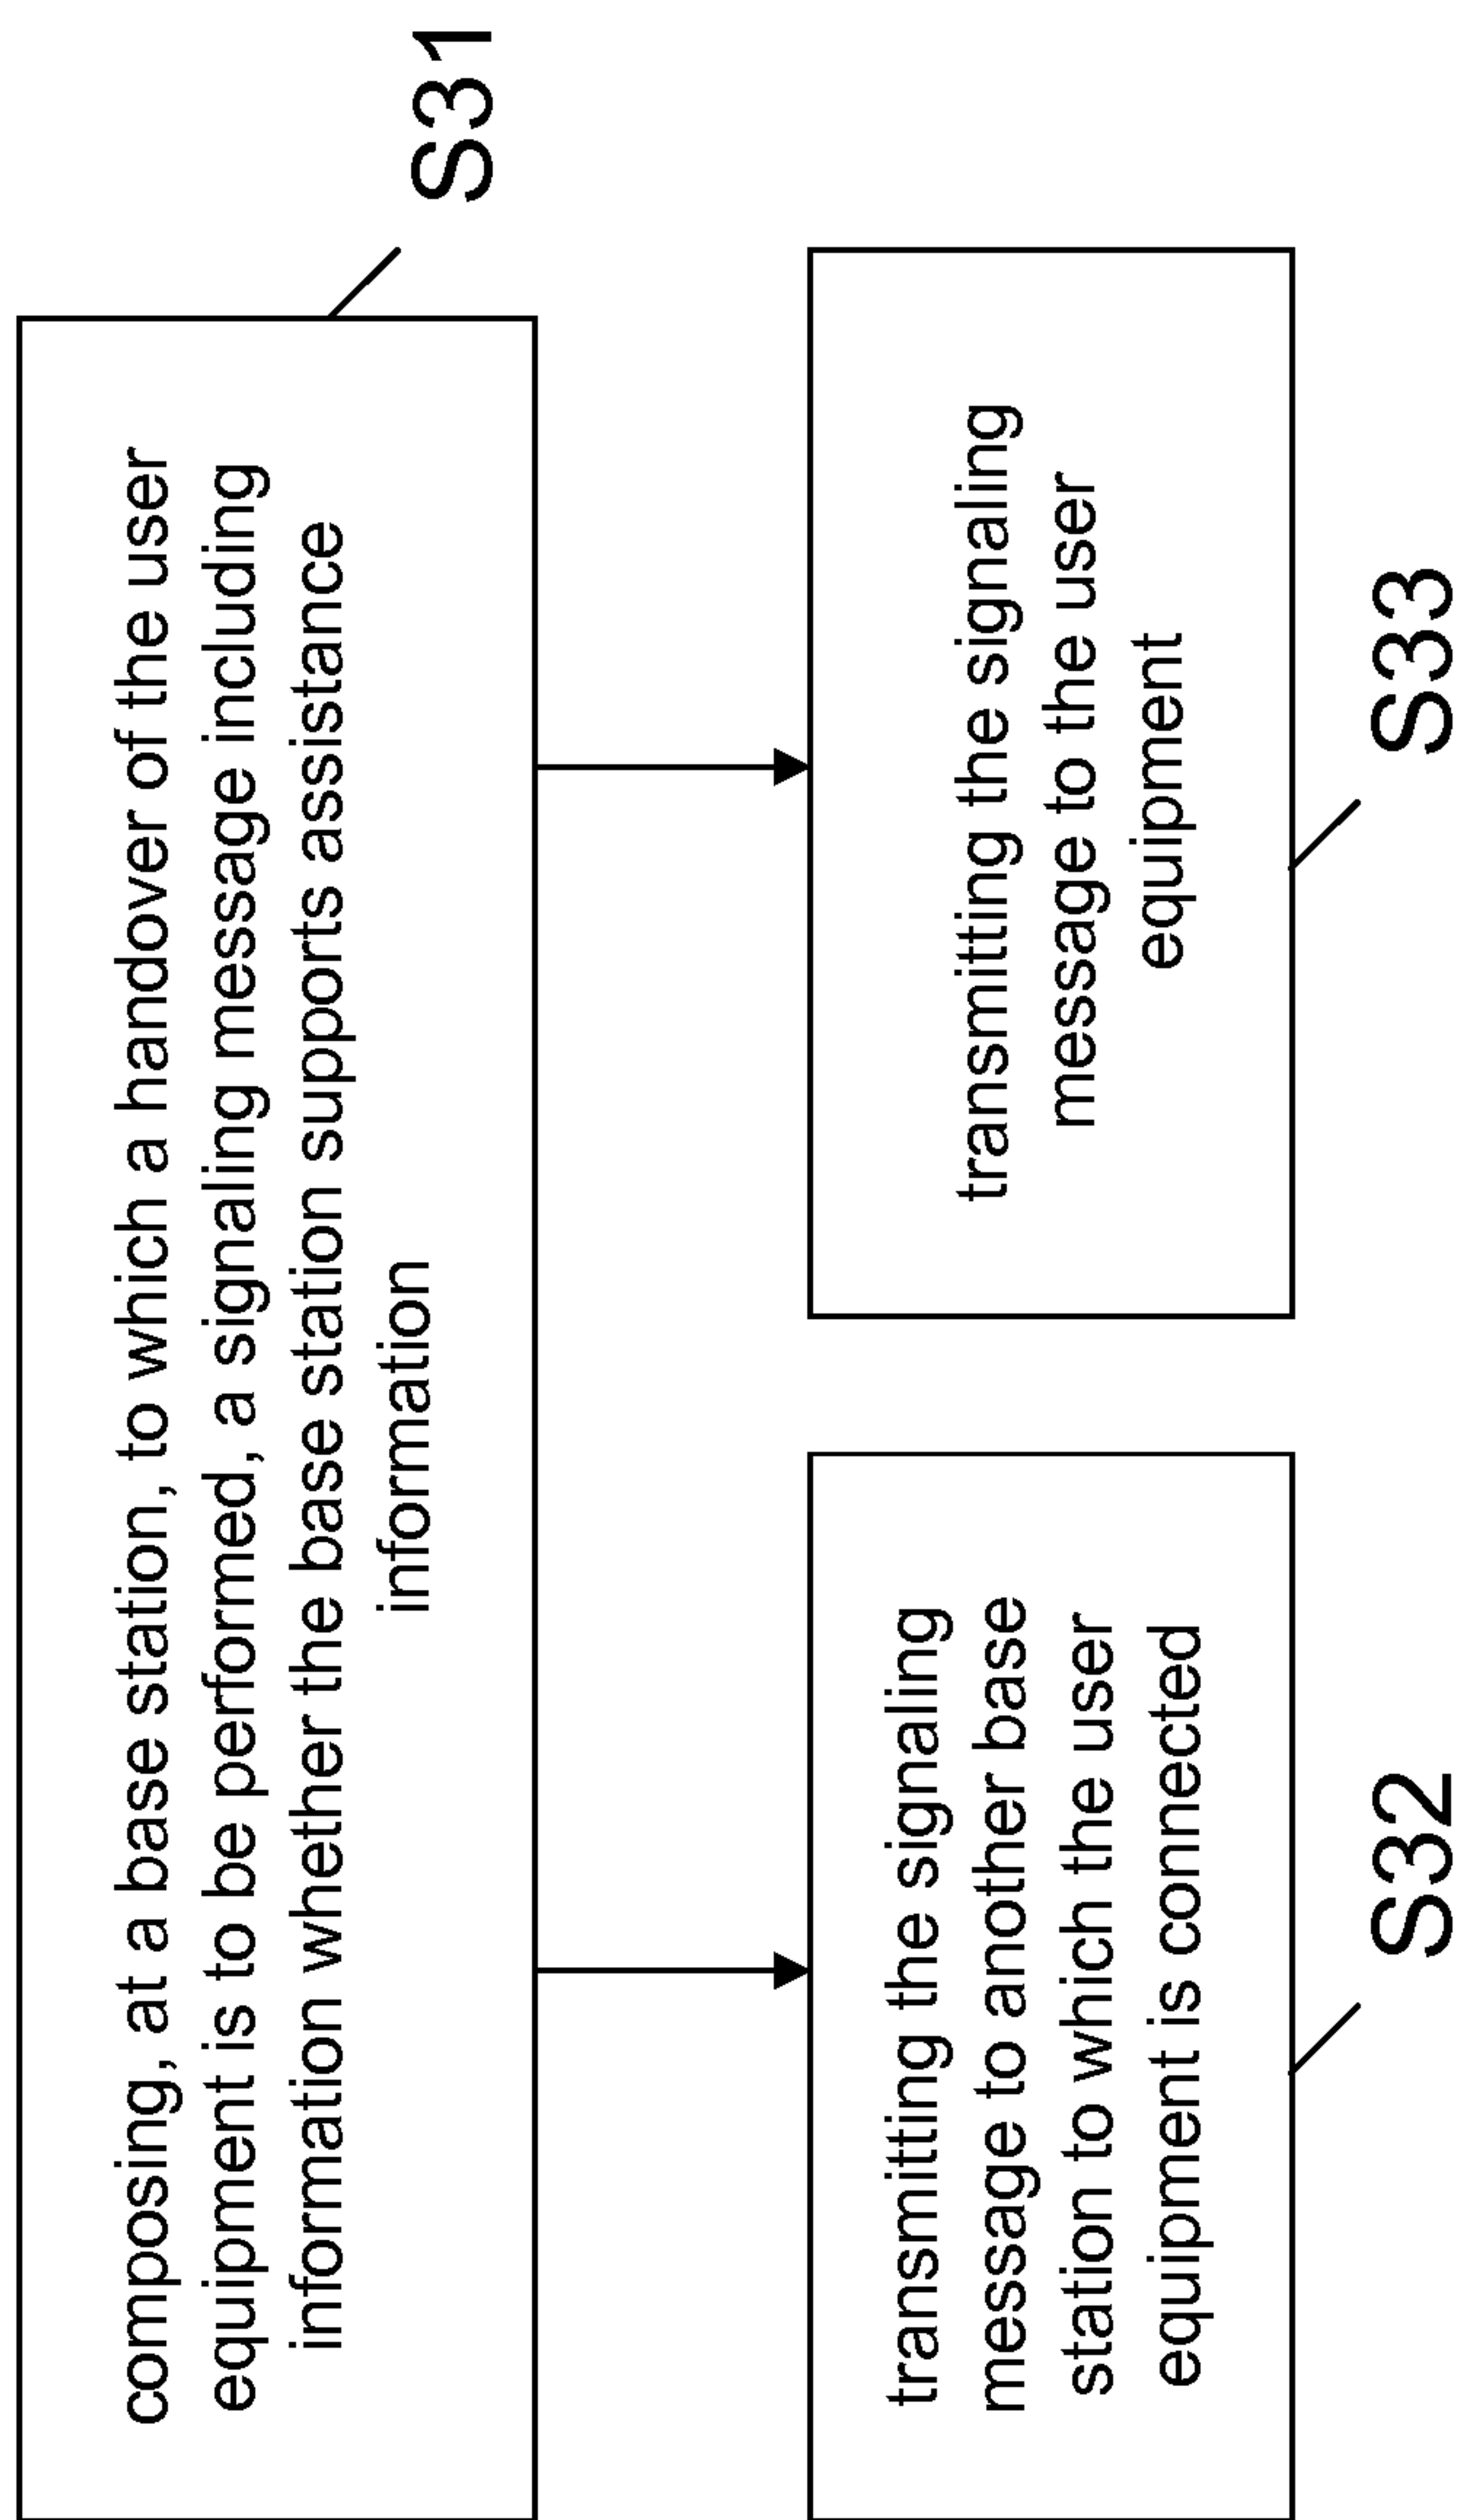 composing, at a base station, to which a handover of the user
equipment is to be performed, a signaling message including
information whether the base station supports assistance
information
S31
transmitting the signaling
message to another base
station to which the user
equipment is connected
S32
transmitting the signaling
message to the user
equipment
S33